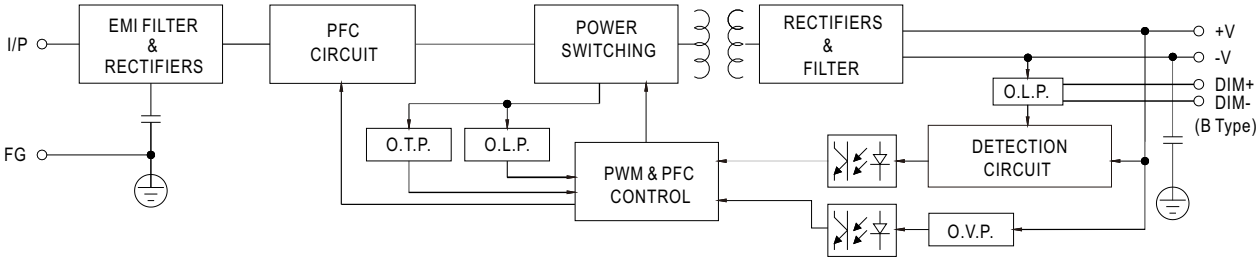 I/P
EMI FILTER
&
RECTIFIERS
PFC
CIRCUIT
POWER
SWITCHING
RECTIFIERS
&
FILTER
+V
-V
DIM+
DIM-
(B Type)
O.L.P.
FG
O.T.P.
O.L.P.
PWM & PFC
CONTROL
DETECTION
CIRCUIT
O.V.P.